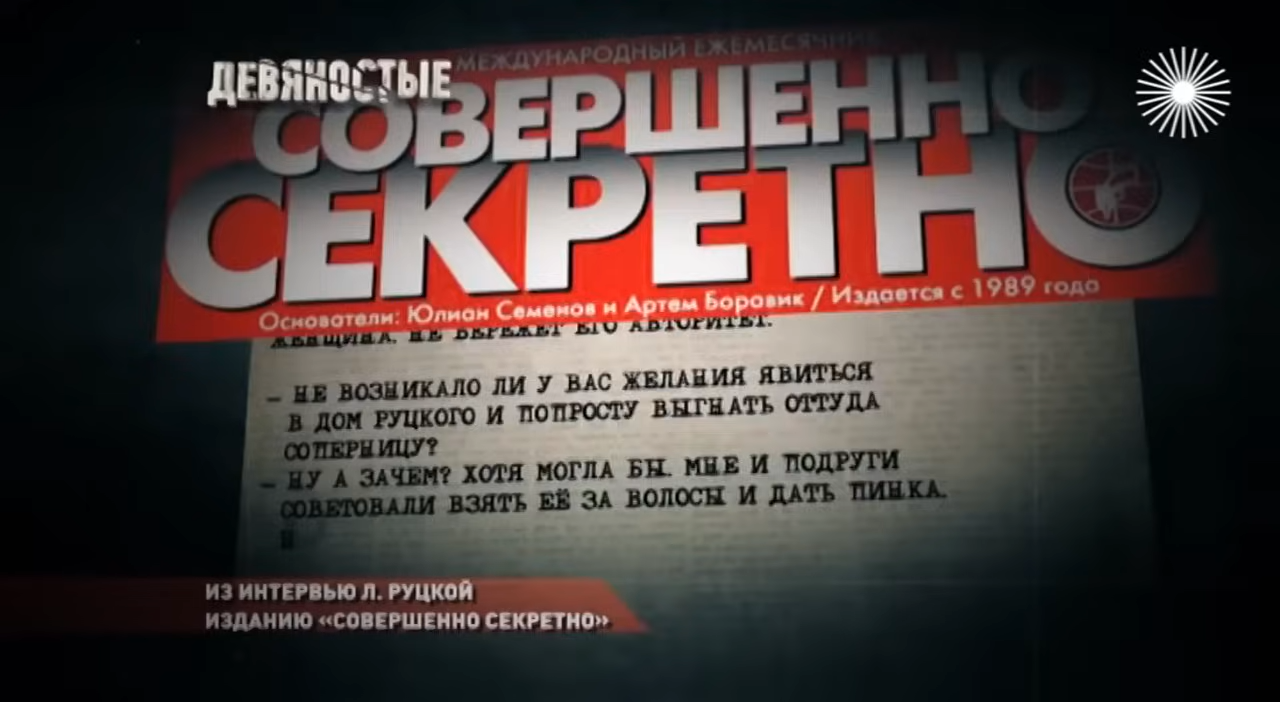 ДЕВЯНОСТЫЕ
МЕЖДУНАРОДНЫЙ ЕЖЕМЕСЯЧНИК
СОВЕРШЕННО
СЕКРЕТНО
Основатели: Юлиан Семенов и Артем Боровик / Издается с 1989 года
ЖЕНЩИНА. НЕ БЕРЕЖЕТ ЕГО АВТОРИТЕТ.
– НЕ ВОЗНИКАЛО ЛИ У ВАС ЖЕЛАНИЯ ЯВИТЬСЯ
В ДОМ РУЦКОГО И ПОПРОСТУ ВЫГНАТЬ ОТТУДА
СОПЕРНИЦУ?
– НУ А ЗАЧЕМ? ХОТЯ МОГЛА БЫ. МНЕ И ПОДРУГИ
СОВЕТОВАЛИ ВЗЯТЬ ЕЁ ЗА ВОЛОСЫ И ДАТЬ ПИНКА.
ИЗ ИНТЕРВЬЮ Л. РУЦКОЙ
ИЗДАНИЮ «СОВЕРШЕННО СЕКРЕТНО»